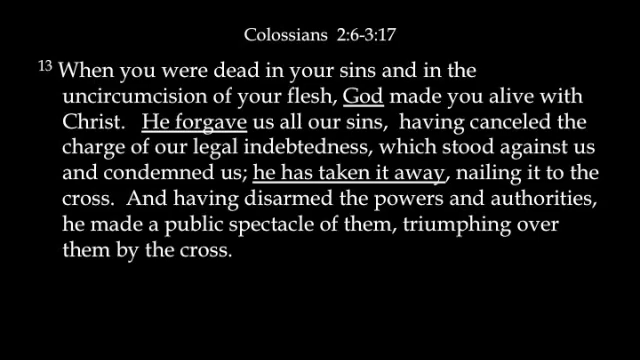 Colossians 2:6-3:17
13 When you were dead in your sins and in the
uncircumcision of your flesh, God made you alive with
Christ. He forgave us all our sins, having canceled the
charge of our legal indebtedness, which stood against us
and condemned us; he has taken it away, nailing it to the
cross. And having disarmed the powers and authorities,
he made a public spectacle of them, triumphing over
them by the cross.